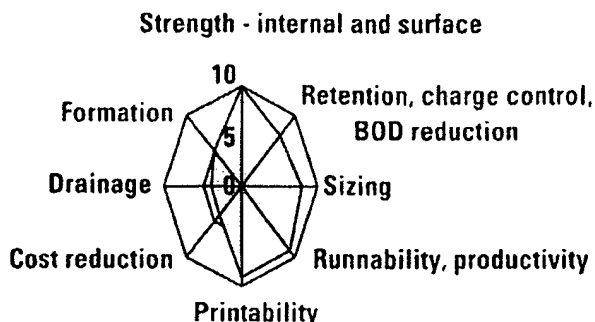 Strength - internal and surface
10
Retention, charge control,
BOD reduction
Formation
5
Drainage
0
Sizing
Cost reduction
Runnability, productivity
Printability